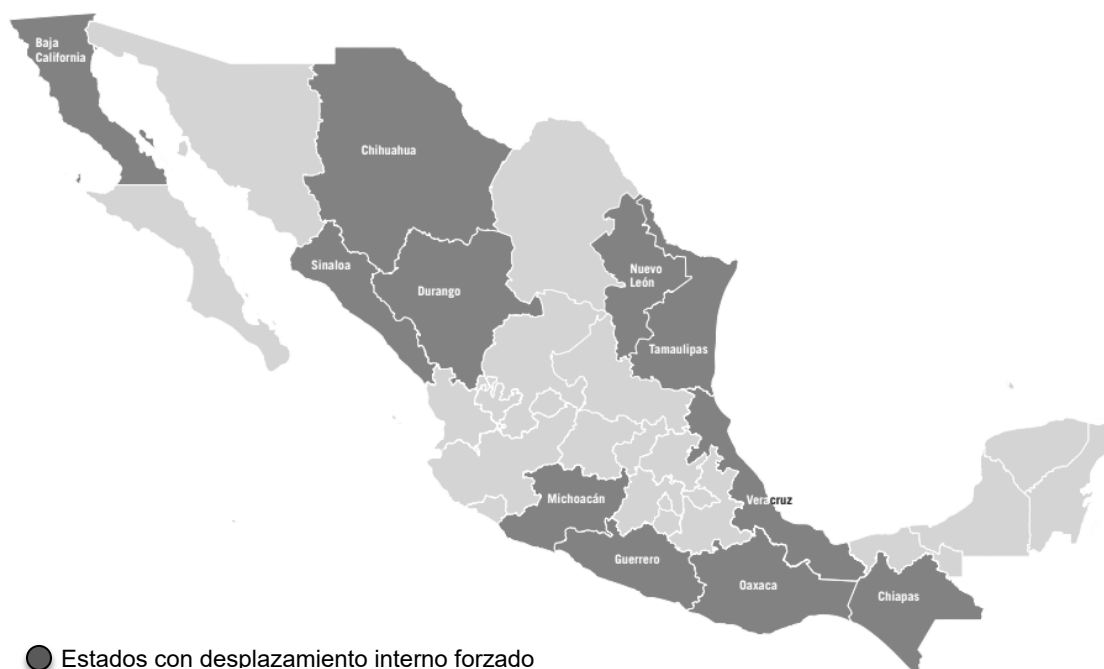 Baja
California
Chihuahua
Sinaloa
Durango
Nuevo
León
Tamaulipas
Michoacán
Veracruz
Guerrero
Oaxaca
Chiapas
Estados con desplazamiento interno forzado